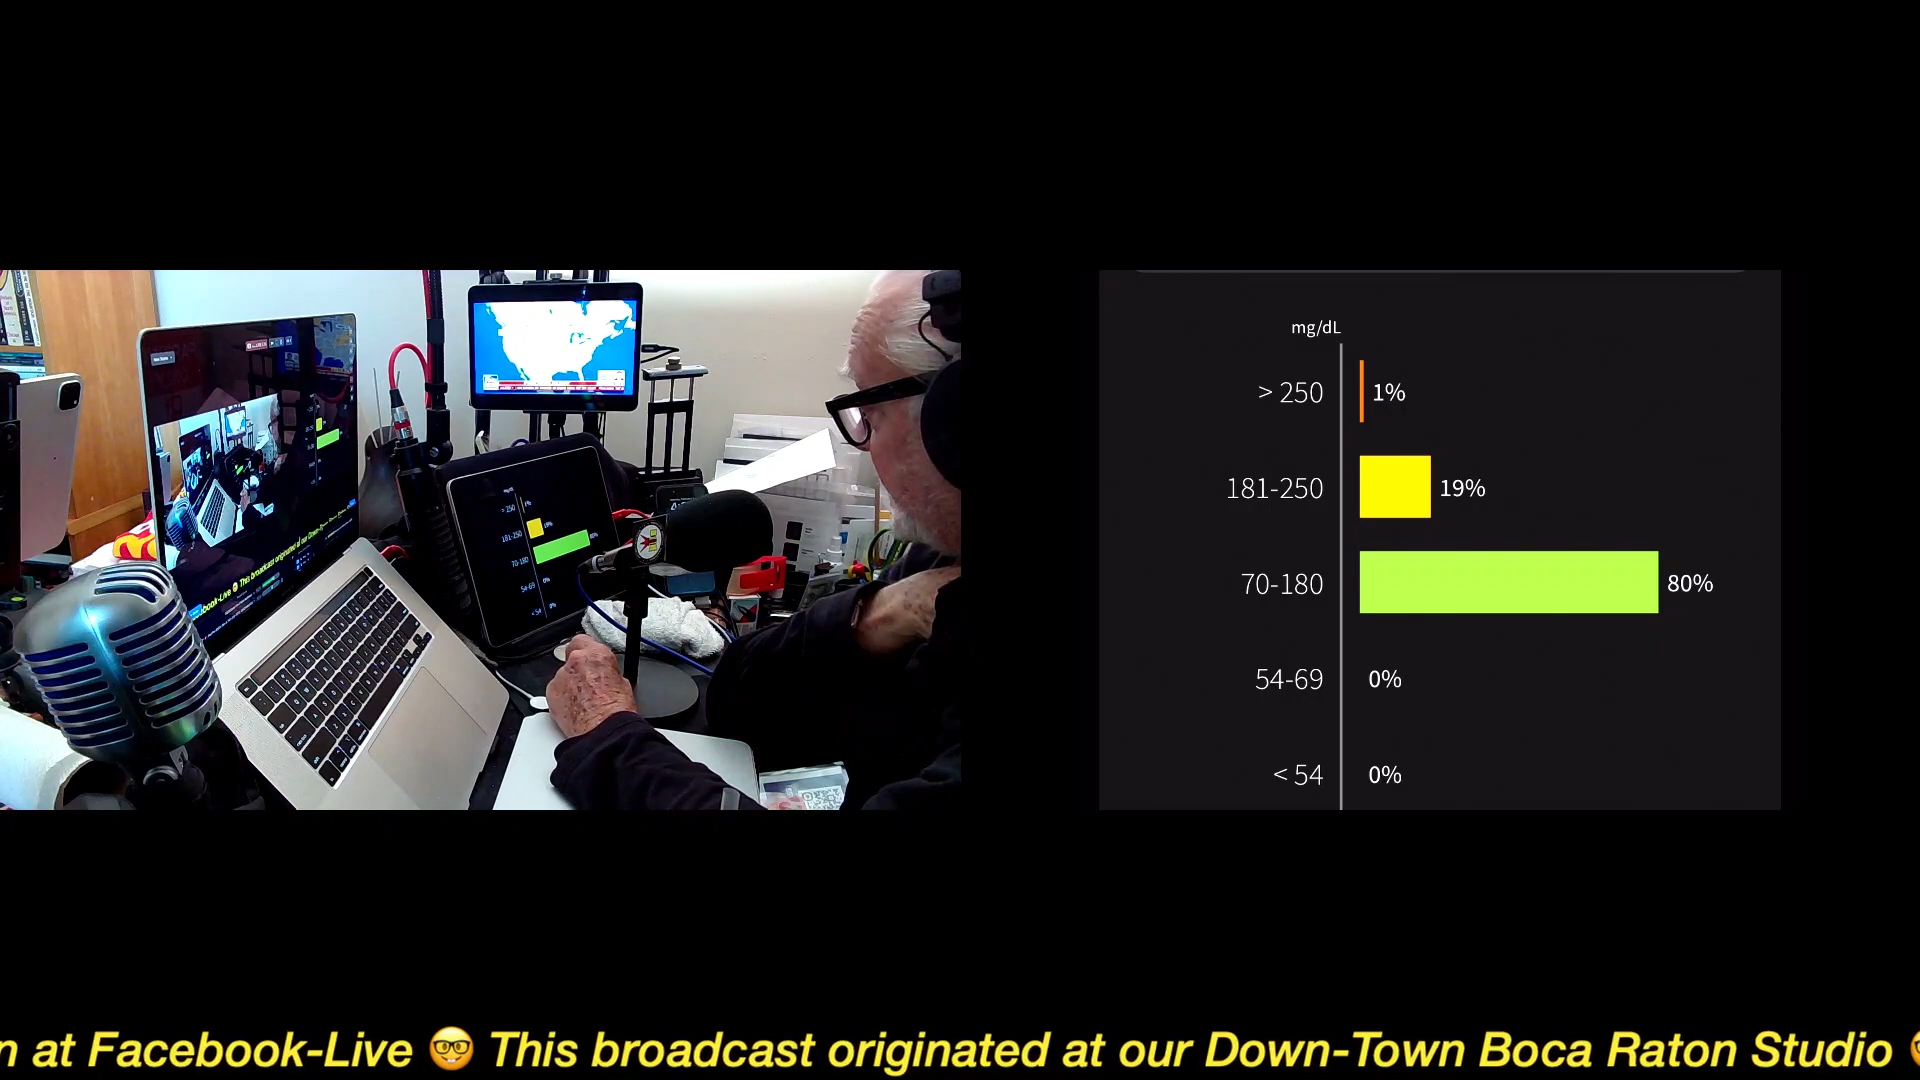 mg/dL
> 250 1%
181-250 19%
70-180 80%
54-69 0%
< 54 0%
n at Facebook-Live 🤓 This broadcast originated at our Down-Town Boca Raton Studio